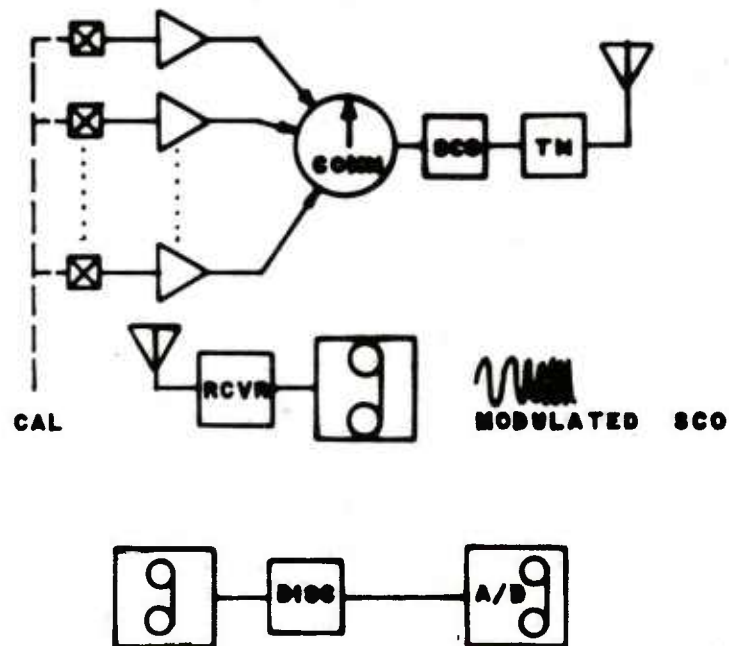 COMM
SCO
TM
RCVR
CAL
MODULATED SCO
DISC
A/D